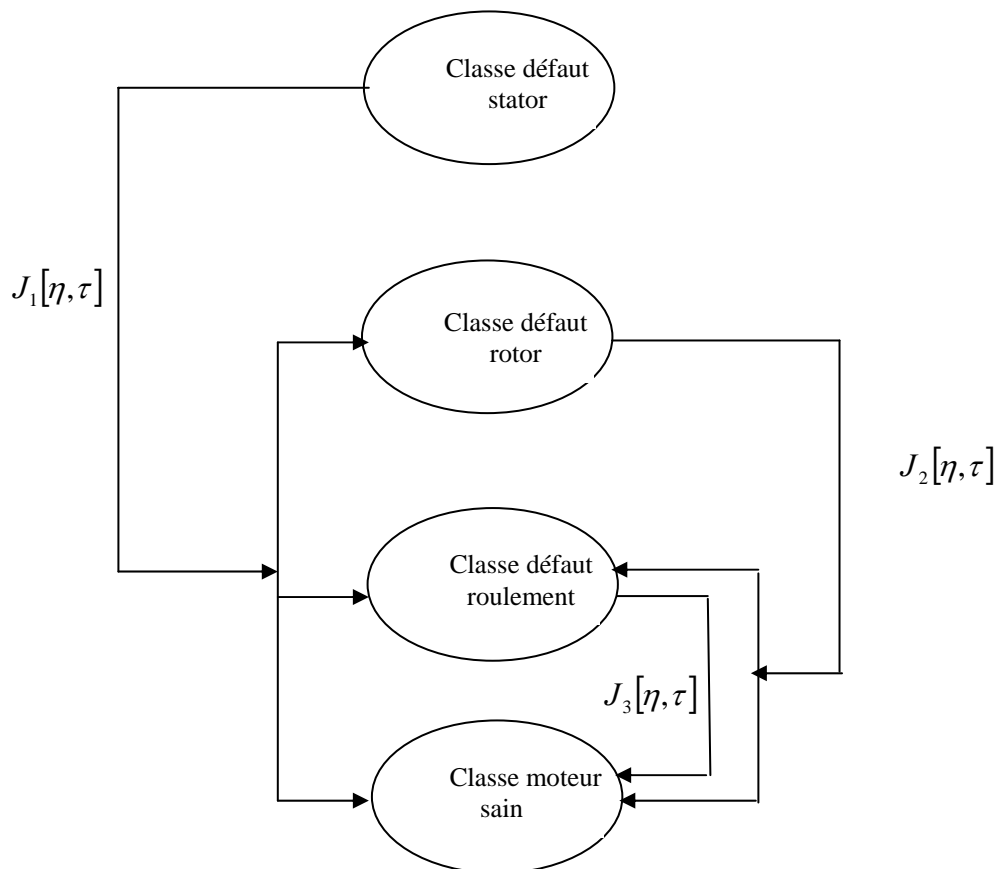 Classe défaut
stator
J₁[η,τ]
Classe défaut
rotor
J₂[η,τ]
Classe défaut
roulement
J₃[η,τ]
Classe moteur
sain